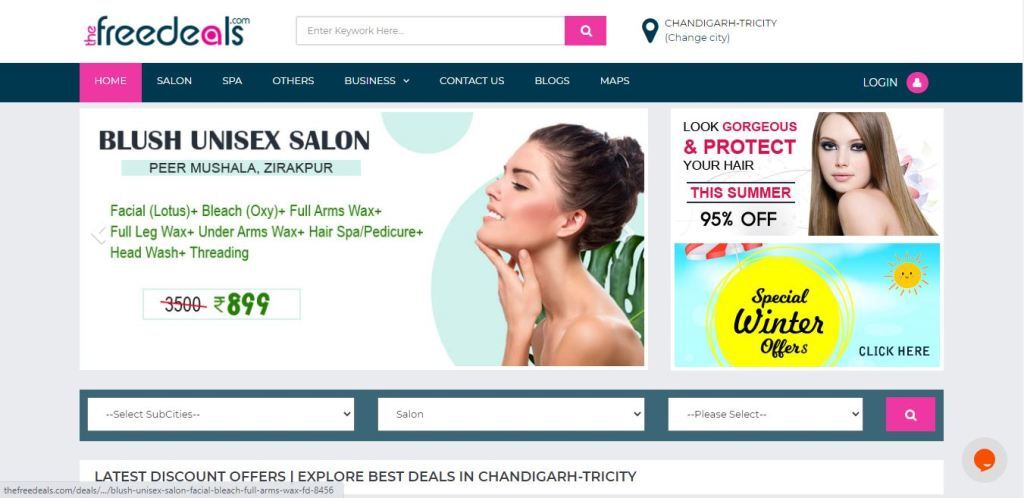 thefreedeals.com
Enter Keywork Here...
CHANDIGARH-TRICITY
(Change city)
HOME SALON SPA OTHERS BUSINESS CONTACT US BLOGS MAPS LOGIN
BLUSH UNISEX SALON
PEER MUSHALA, ZIRAKPUR
Facial (Lotus)+ Bleach (Oxy)+ Full Arms Wax+
Full Leg Wax+ Under Arms Wax+ Hair Spa/Pedicure+
Head Wash+ Threading
3500 ₹899
LOOK GORGEOUS
& PROTECT
YOUR HAIR
THIS SUMMER
95% OFF
Special
Winter
Offers
CLICK HERE
--Select SubCities-- Salon --Please Select--
LATEST DISCOUNT OFFERS | EXPLORE BEST DEALS IN CHANDIGARH-TRICITY
thefreedeals.com/deals/.../blush-unisex-salon-facial-bleach-full-arms-wax-fd-8456